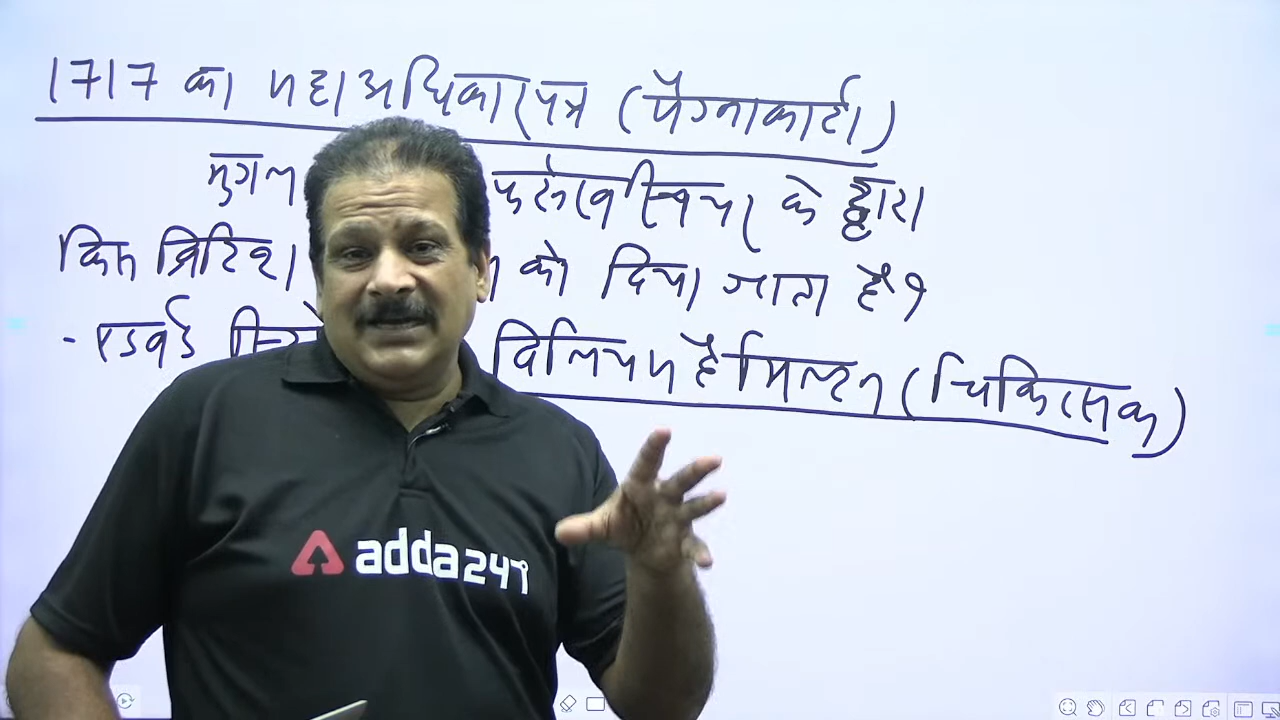 1717 का महाअधिकारपत्र (मैग्नाकार्टा)
मुगल फर्रुखसियर के द्वारा
किस ब्रिटिश को दिया जाता है?
- एडवर्ड विलियम हैमिल्टन (चिकित्सक)
adda247